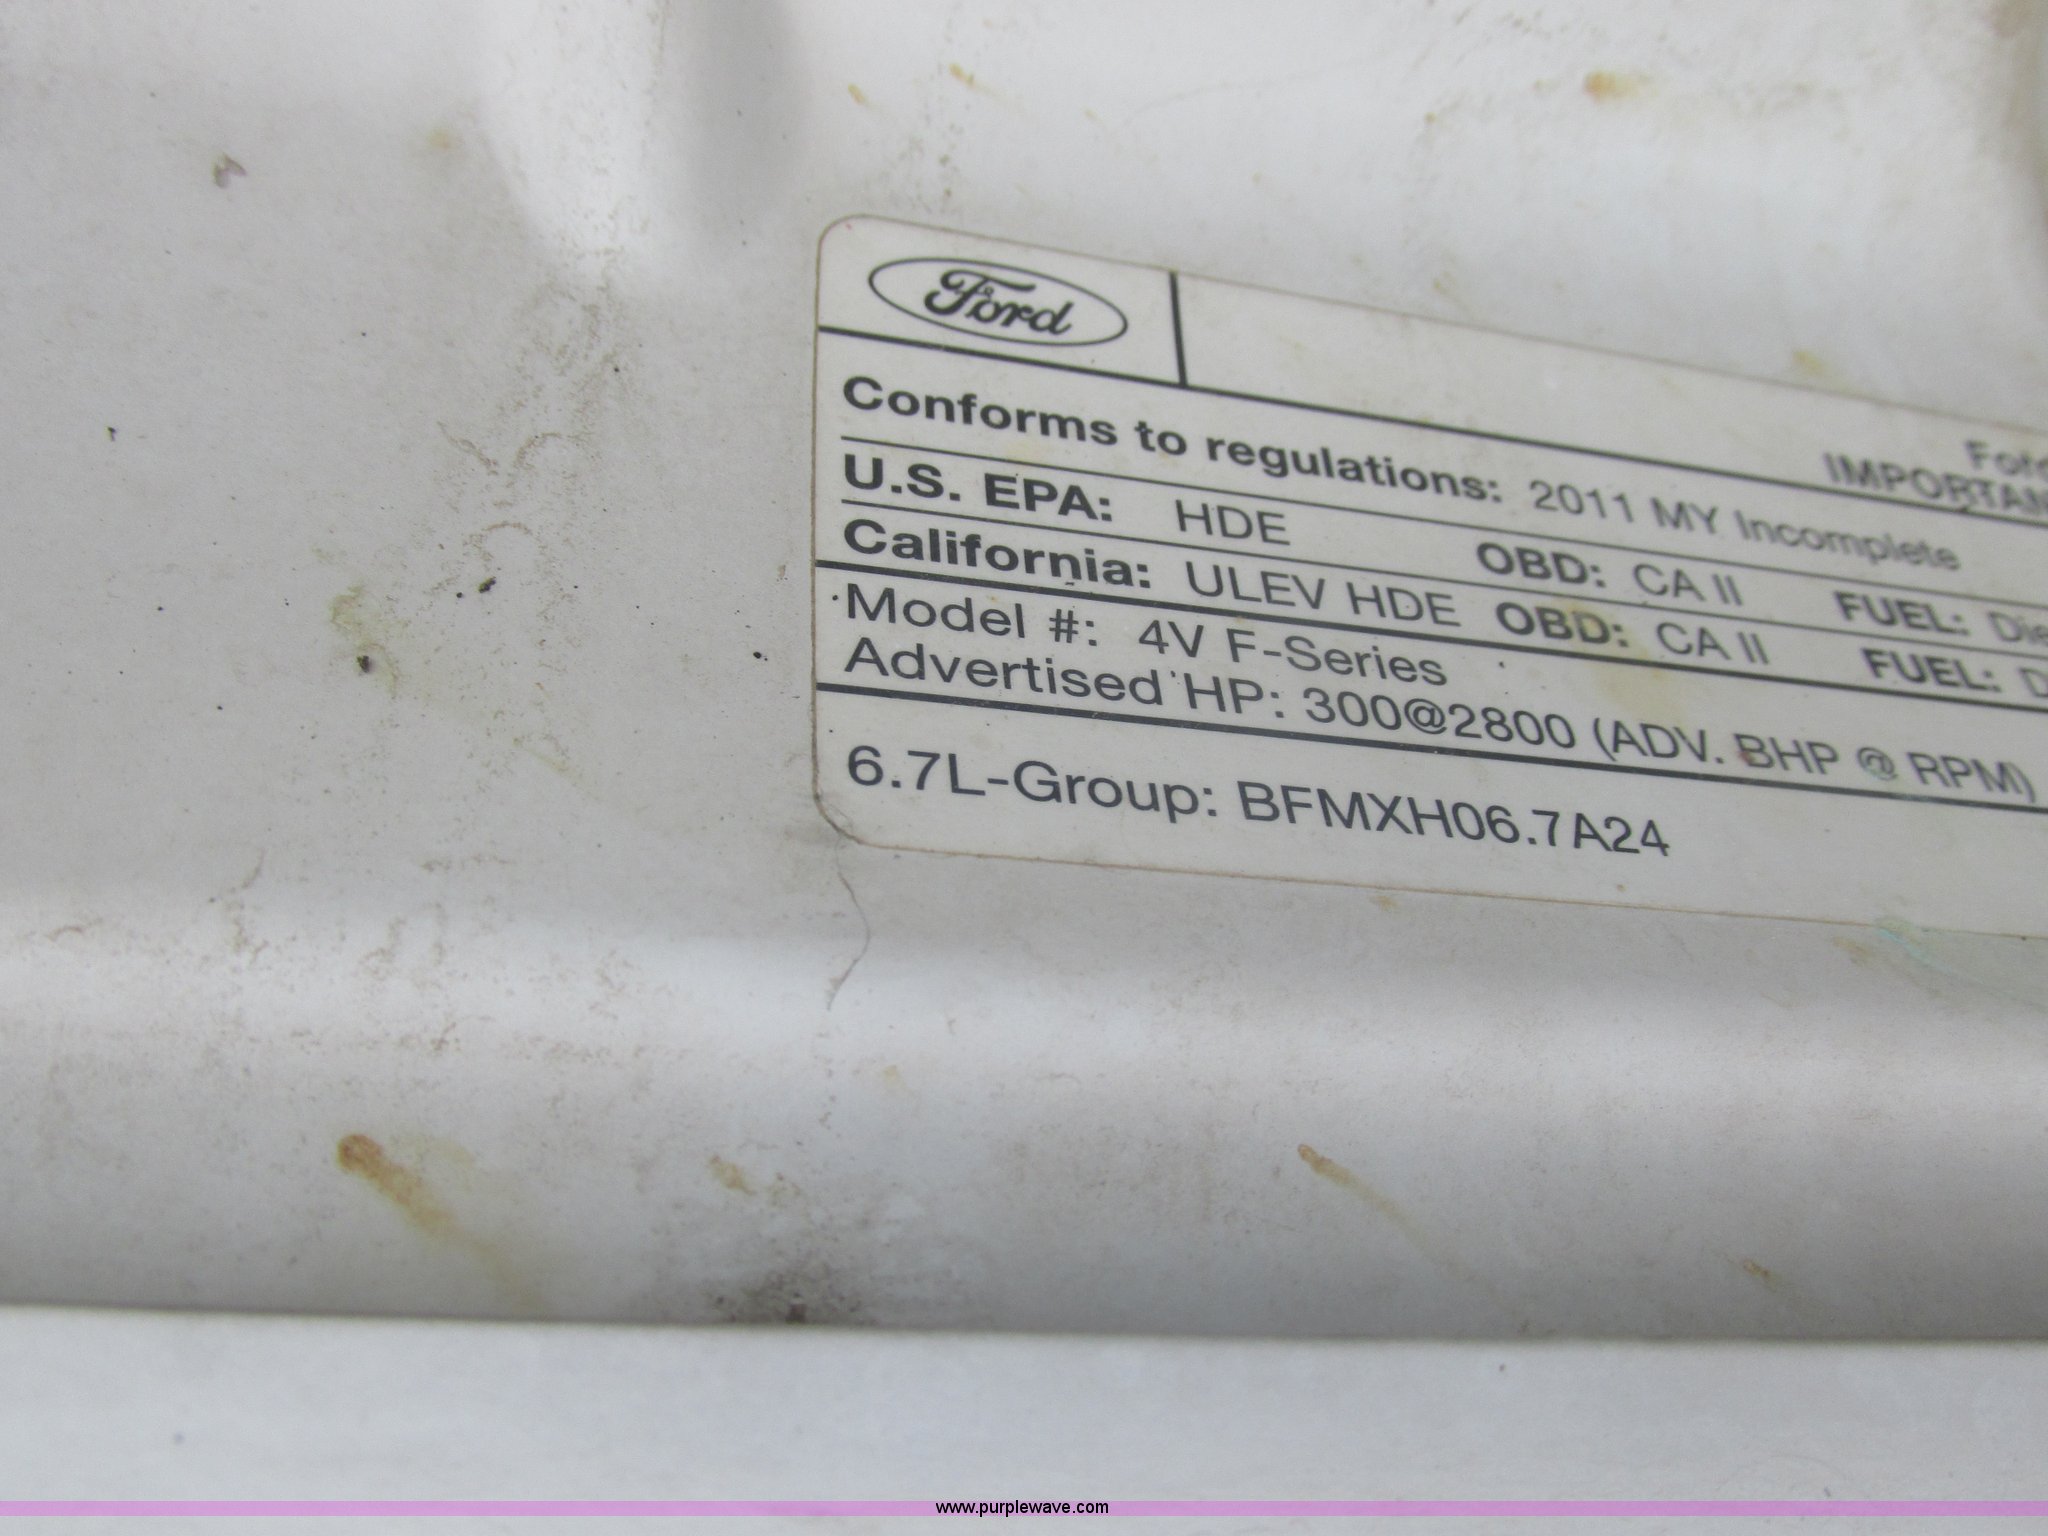 Ford
IMPORTAN
Conforms to regulations: 2011 MY Incomplete
U.S. EPA: HDE OBD: CA II FUEL: Die
California: ULEV HDE OBD: CA II FUEL: D
Model #: 4V F-Series
Advertised HP: 300@2800 (ADV. BHP @ RPM)
6.7L-Group: BFMXH06.7A24
www.purplewave.com